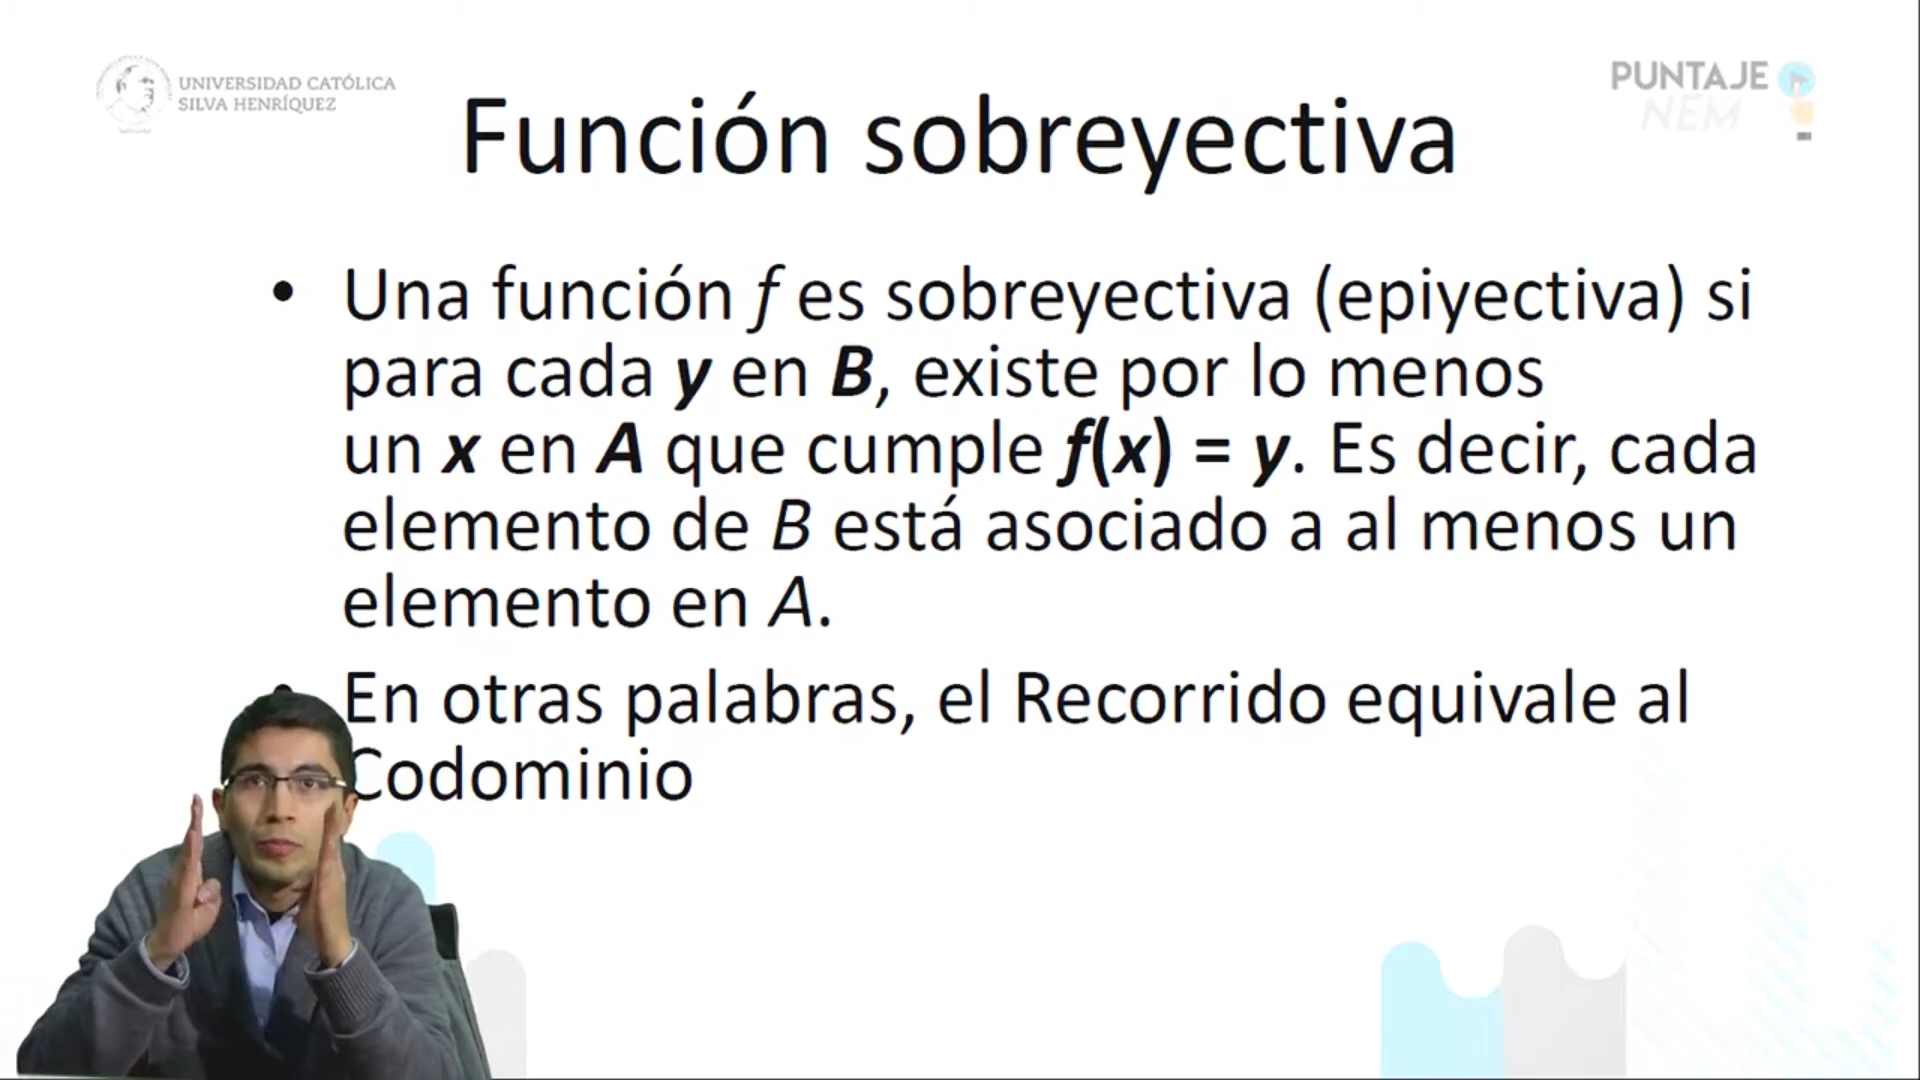 UNIVERSIDAD CATÓLICA
SILVA HENRÍQUEZ
PUNTAJE
NEM
Función sobreyectiva
• Una función f es sobreyectiva (epiyectiva) si
para cada y en B, existe por lo menos
un x en A que cumple f(x) = y. Es decir, cada
elemento de B está asociado a al menos un
elemento en A.
• En otras palabras, el Recorrido equivale al
Codominio